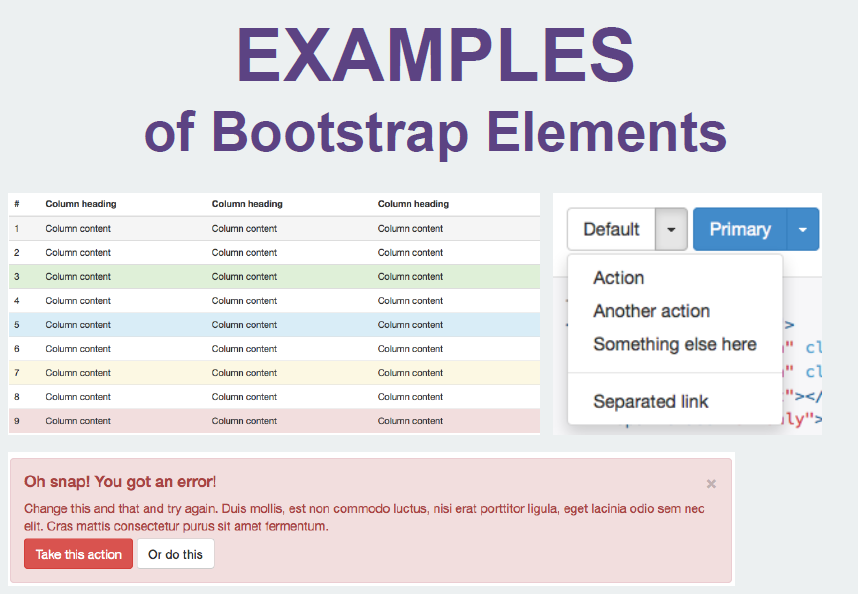 EXAMPLES
of Bootstrap Elements
# Column heading Column heading Column heading
1 Column content Column content Column content
2 Column content Column content Column content
3 Column content Column content Column content
4 Column content Column content Column content
5 Column content Column content Column content
6 Column content Column content Column content
7 Column content Column content Column content
8 Column content Column content Column content
9 Column content Column content Column content
Default Primary
Action
Another action
Something else here
Separated link
>
" cl
" cl
"></
ly">
Oh snap! You got an error! ×
Change this and that and try again. Duis mollis, est non commodo luctus, nisi erat porttitor ligula, eget lacinia odio sem nec
elit. Cras mattis consectetur purus sit amet fermentum.
Take this action Or do this